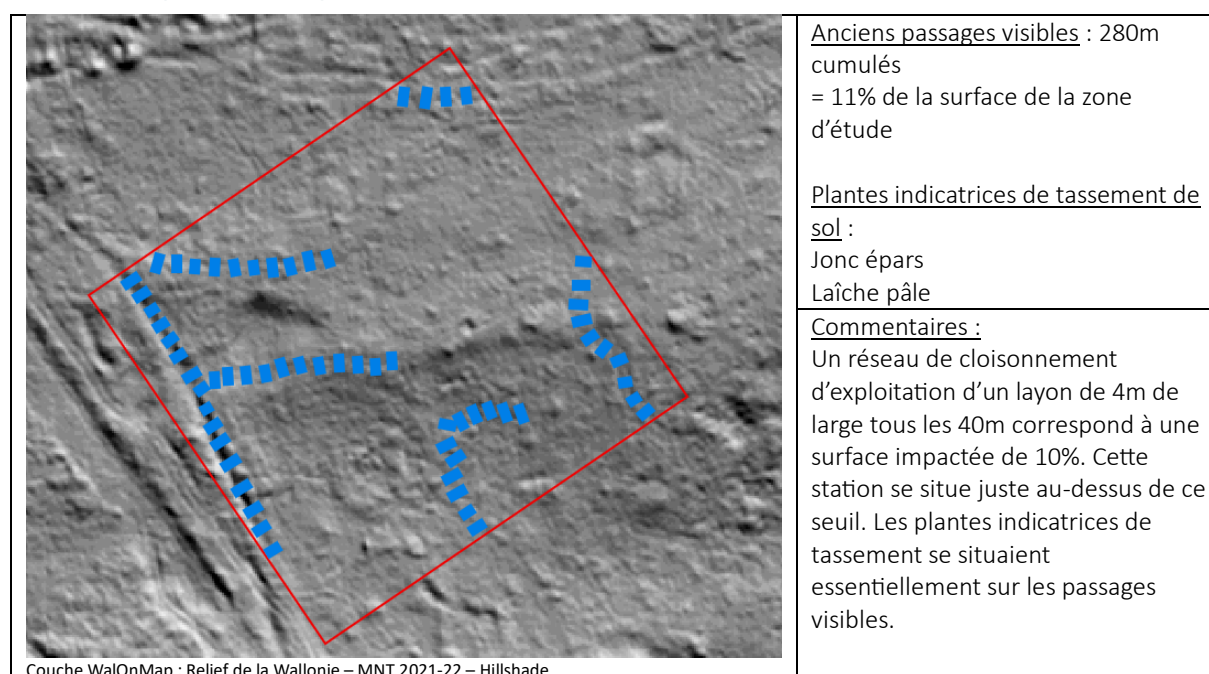 Anciens passages visibles : 280m
cumulés
= 11% de la surface de la zone
d'étude
Plantes indicatrices de tassement de
sol :
Jonc épars
Laîche pâle
Commentaires :
Un réseau de cloisonnement
d'exploitation d'un layon de 4m de
large tous les 40m correspond à une
surface impactée de 10%. Cette
station se situe juste au-dessus de ce
seuil. Les plantes indicatrices de
tassement se situaient
essentiellement sur les passages
visibles.
Couche WalOnMap : Relief de la Wallonie – MNT 2021-22 – Hillshade